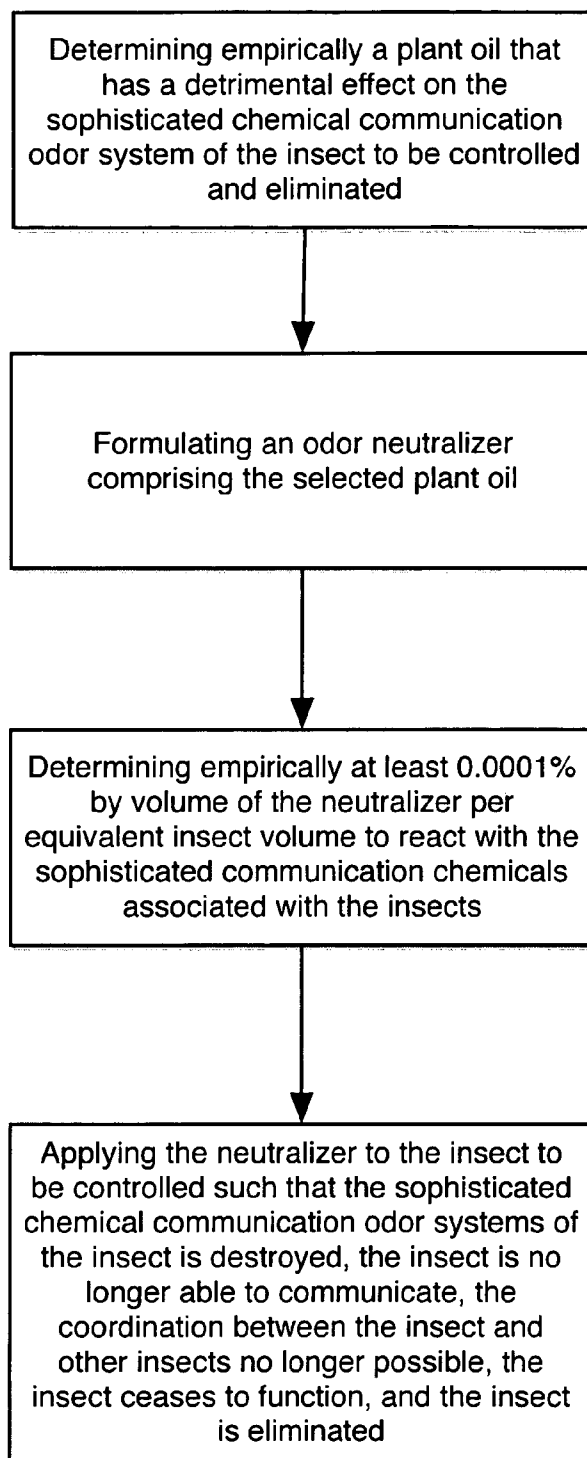 Determining empirically a plant oil that
has a detrimental effect on the
sophisticated chemical communication
odor system of the insect to be controlled
and eliminated
Formulating an odor neutralizer
comprising the selected plant oil
Determining empirically at least 0.0001%
by volume of the neutralizer per
equivalent insect volume to react with the
sophisticated communication chemicals
associated with the insects
Applying the neutralizer to the insect to
be controlled such that the sophisticated
chemical communication odor systems of
the insect is destroyed, the insect is no
longer able to communicate, the
coordination between the insect and
other insects no longer possible, the
insect ceases to function, and the insect
is eliminated